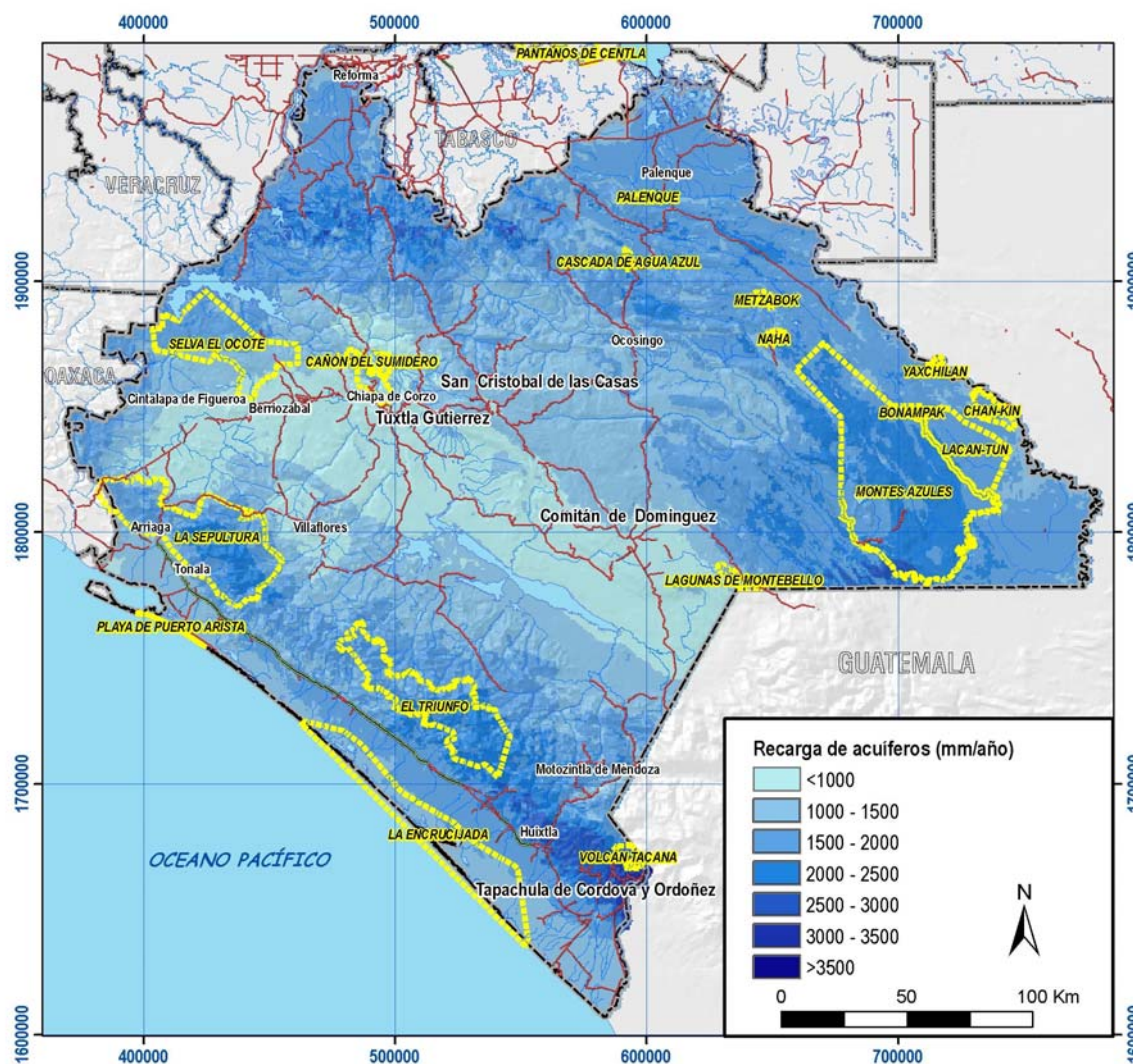 400000 500000 600000 700000
PANTANOS DE CENTLA
Reforma
TABASCO
VERACRUZ
Palenque
PALENQUE
CASCADA DE AGUA AZUL
1900000 1900000
METZABOK
SELVA EL OCOTE
NAHA
Ocosingo
OAXACA
CAÑON DEL SUMIDERO
YAXCHILAN
San Cristobal de las Casas
Cintalapa de Figueroa
Chiapa de Corzo
Berriozabal
Tuxtla Gutierrez
BONAMPAK
CHAN-KIN
LACAN-TUN
MONTES AZULES
Comitán de Dominguez
Arriaga
Villaflores
LA SEPULTURA
1800000 1800000
Tonala
LAGUNAS DE MONTEBELLO
PLAYA DE PUERTO ARISTA
GUATEMALA
EL TRIUNFO
Motozintla de Mendoza
1700000 1700000
LA ENCRUCIJADA
Huixtla
OCEANO PACÍFICO
VOLCAN TACANA
Tapachula de Cordova y Ordoñez
Recarga de acuíferos (mm/año)
<1000
1000 - 1500
1500 - 2000
2000 - 2500
2500 - 3000
3000 - 3500
>3500
N
0 50 100 Km
1600000 1600000
400000 500000 600000 700000